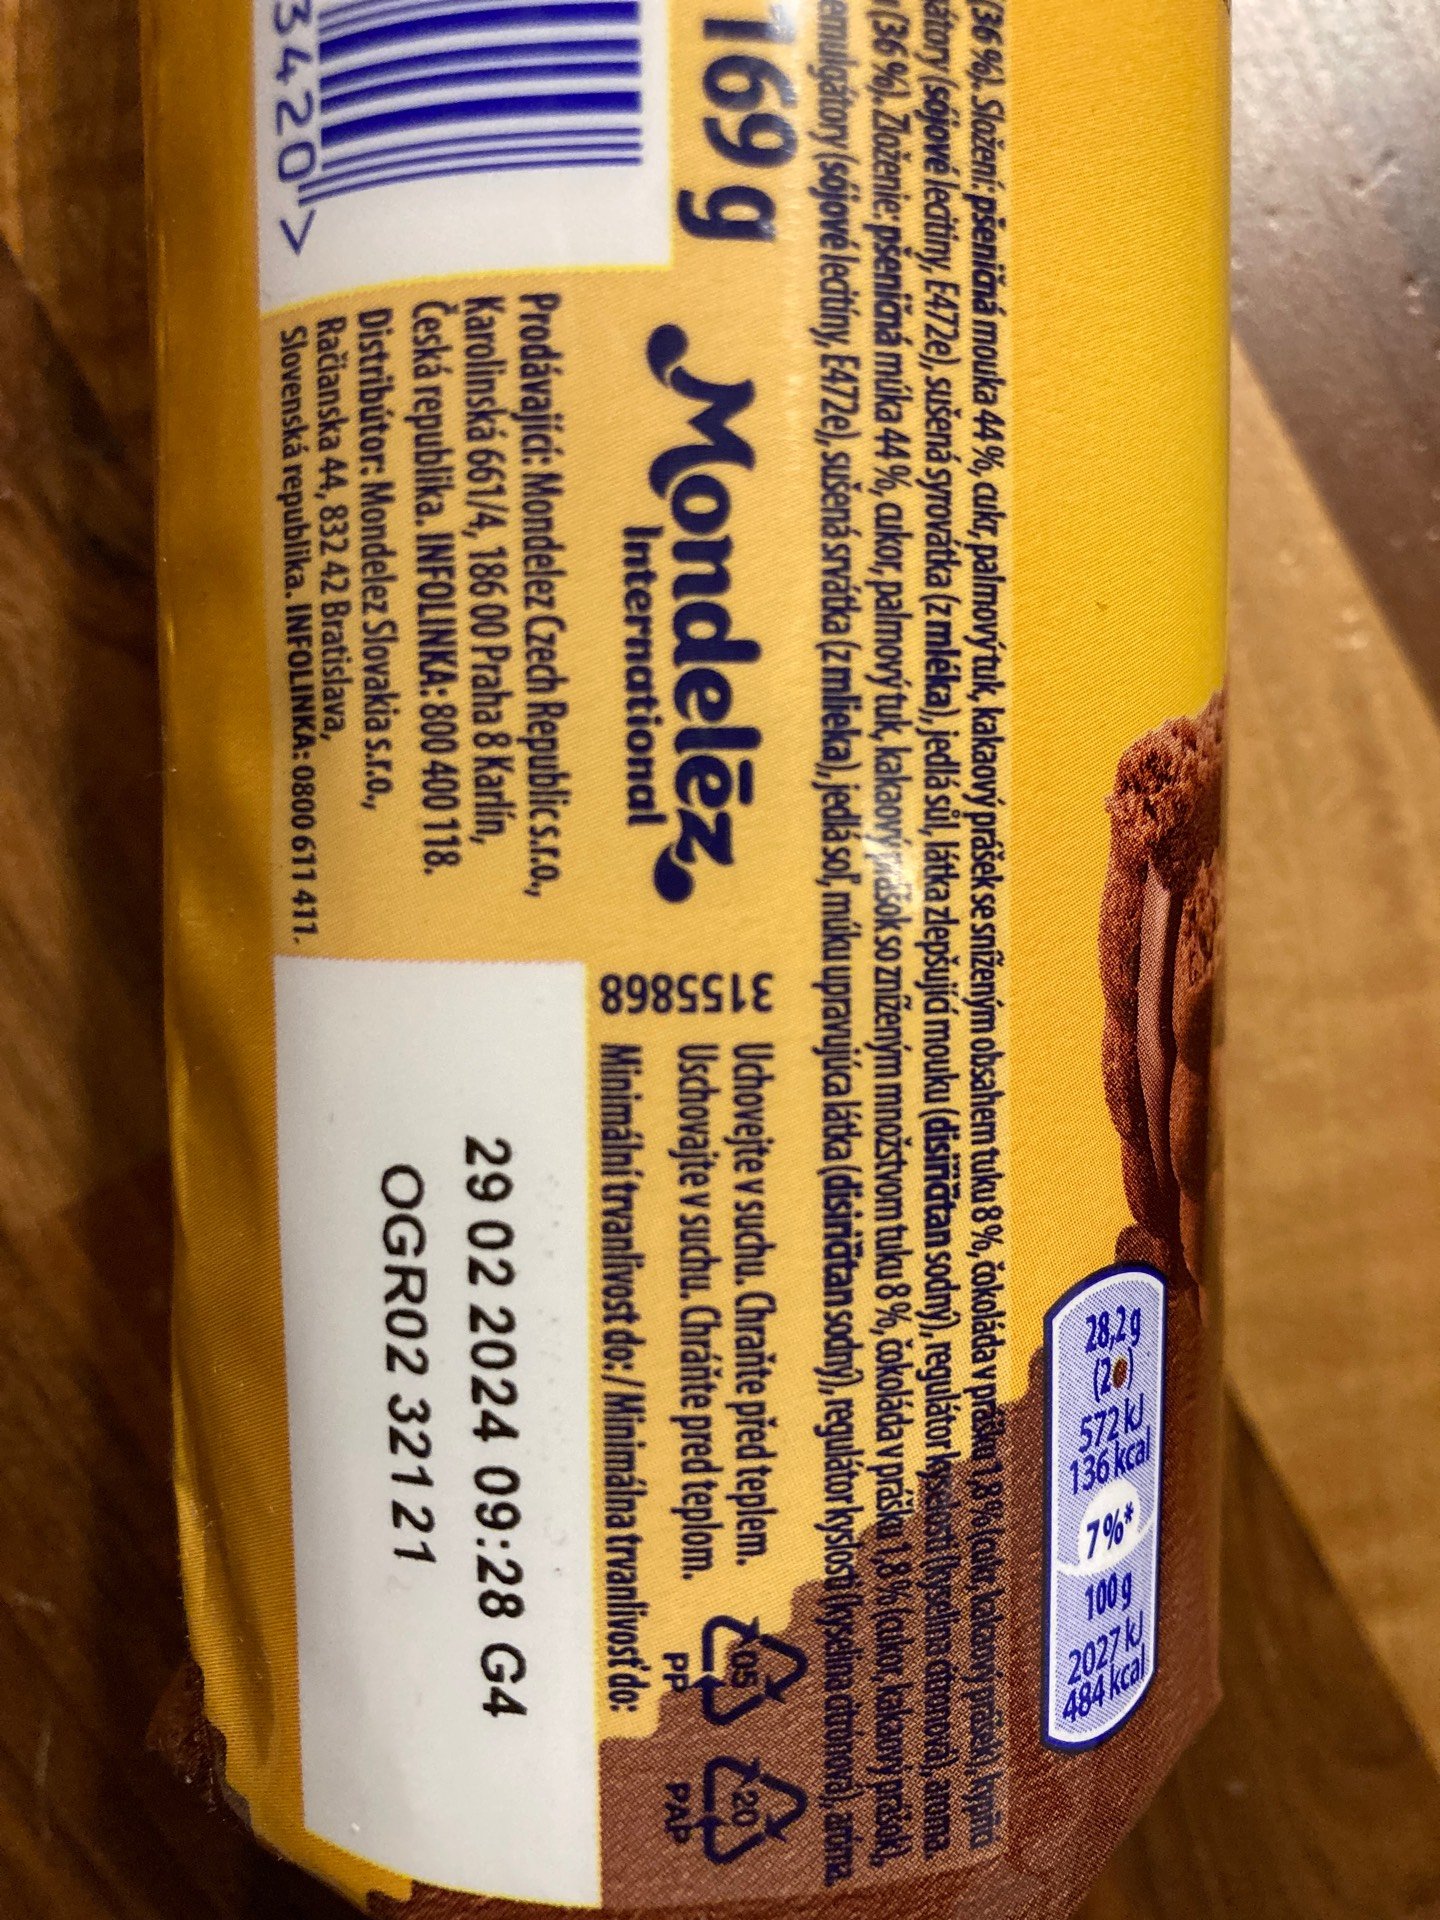 (36 %). Složení: pšeničná mouka 44 %, cukr, palmový tuk, kakaový prášek se sníženým obsahem tuku 8 %, čokoláda v prášku 1,8 % (cukr, kakaový prášek), kypřicí
(sójové lecitiny, E472e), sušená syrovátka (z mléka), jedlá sůl, látka zlepšující mouku (disiřičitan sodný), regulátor kyselosti (kyselina citronová), aroma.
(36 %). Zloženie: pšeničná múka 44 %, cukor, palmový tuk, kakaový prášok so zníženým množstvom tuku 8 %, čokoláda v prášku 1,8 % (cukor, kakaový prášok),
emulgátory (sójové lecitíny, E472e), sušená srvátka (z mlieka), jedlá soľ, múku upravujúca látka (disiričitan sodný), regulátor kyslosti (kyselina citrónová), aróma.
28,2 g
(2)
572 kJ
136 kcal
7%*
100 g
2027 kJ
484 kcal
169 g
Mondelēz
International
Prodávající: Mondelez Czech Republic s.r.o.,
Karolinská 661/4, 186 00 Praha 8 Karlín,
Česká republika. INFOLINKA: 800 400 118.
Distribútor: Mondelez Slovakia s.r.o.,
Račianska 44, 832 42 Bratislava,
Slovenská republika. INFOLINKA: 0800 611 411.
3420 >
3155868
Uchovejte v suchu. Chraňte před teplem.
Uschovajte v suchu. Chráňte pred teplom.
Minimální trvanlivost do: / Minimálna trvanlivosť do:
05
PP
20
PAP
29 02 2024 09:28 G4
OGR02 321 21